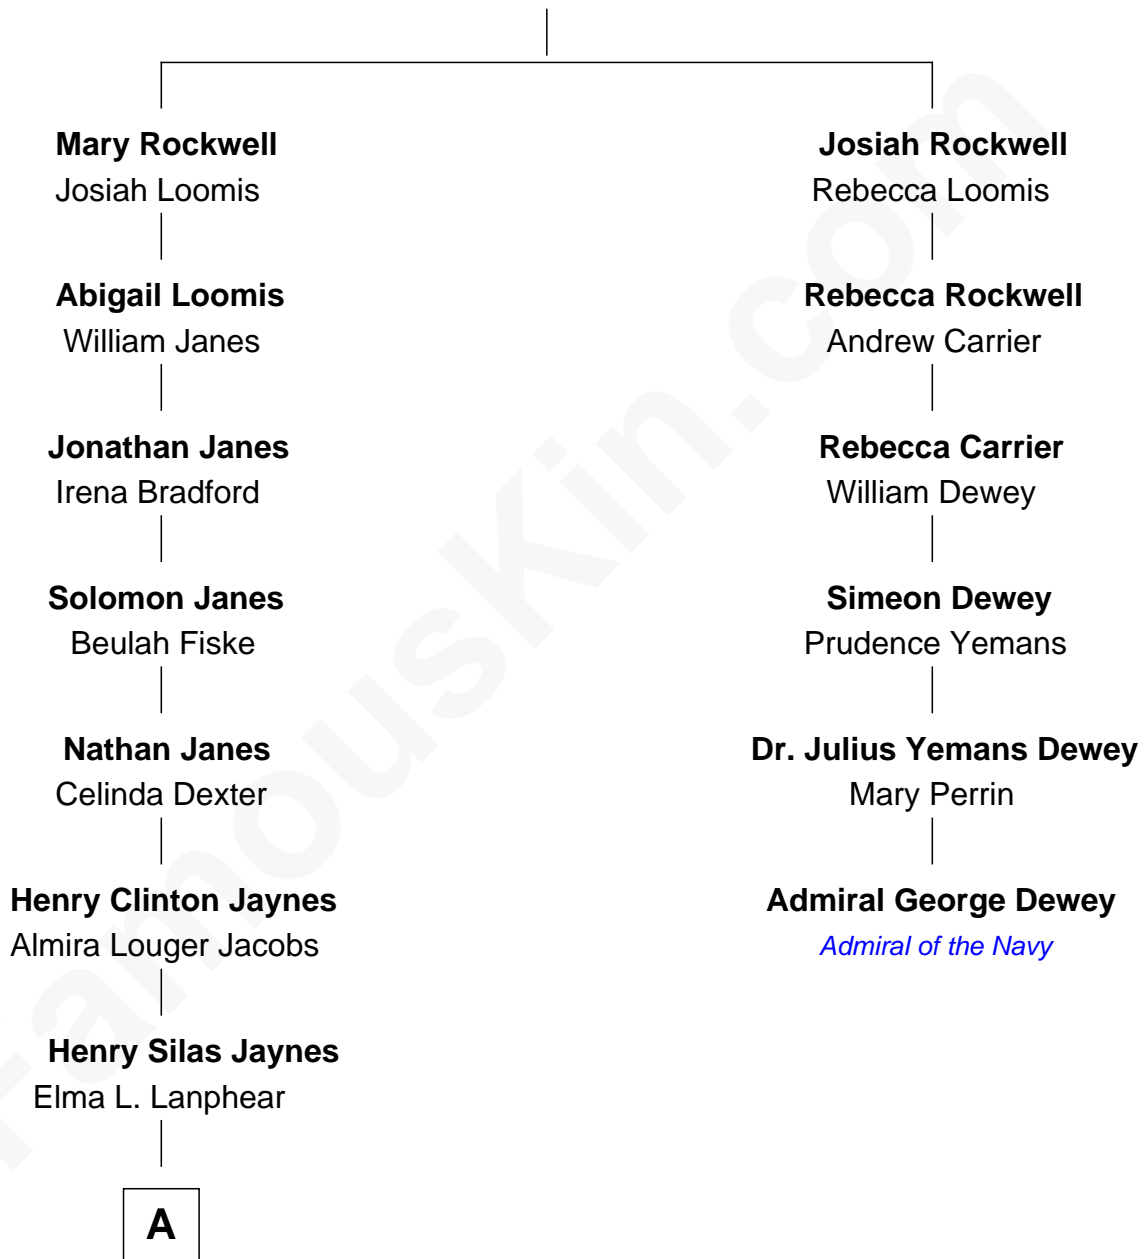 Mary Rockwell
Josiah Loomis
Abigail Loomis
William Janes
Jonathan Janes
Irena Bradford
Solomon Janes
Beulah Fiske
Nathan Janes
Celinda Dexter
Henry Clinton Jaynes
Almira Louger Jacobs
Henry Silas Jaynes
Elma L. Lanphear
A
Josiah Rockwell
Rebecca Loomis
Rebecca Rockwell
Andrew Carrier
Rebecca Carrier
William Dewey
Simeon Dewey
Prudence Yemans
Dr. Julius Yemans Dewey
Mary Perrin
Admiral George Dewey
Admiral of the Navy
FamousKin.com